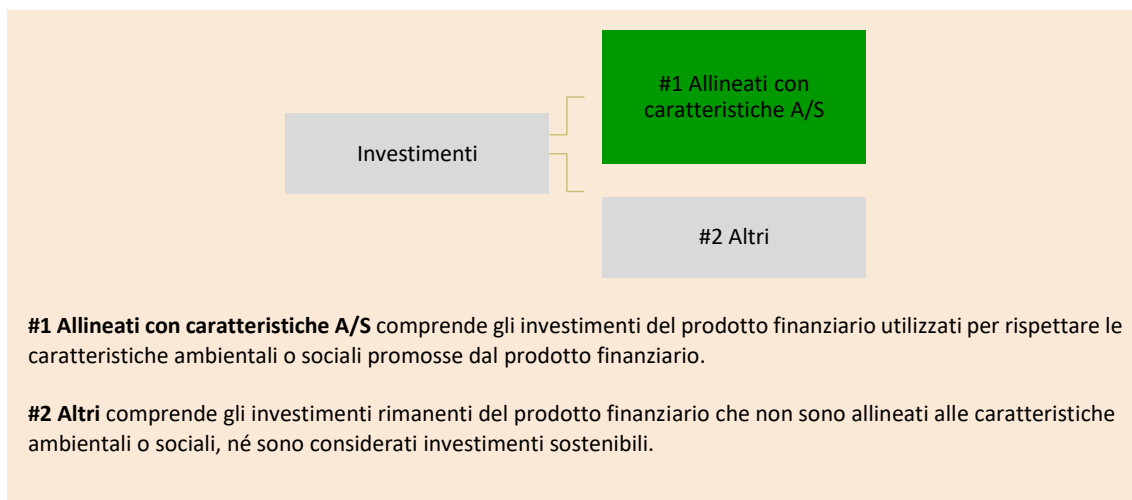 #1 Allineati con
caratteristiche A/S
Investimenti
#2 Altri
#1 Allineati con caratteristiche A/S comprende gli investimenti del prodotto finanziario utilizzati per rispettare le
caratteristiche ambientali o sociali promosse dal prodotto finanziario.
#2 Altri comprende gli investimenti rimanenti del prodotto finanziario che non sono allineati alle caratteristiche
ambientali o sociali, né sono considerati investimenti sostenibili.